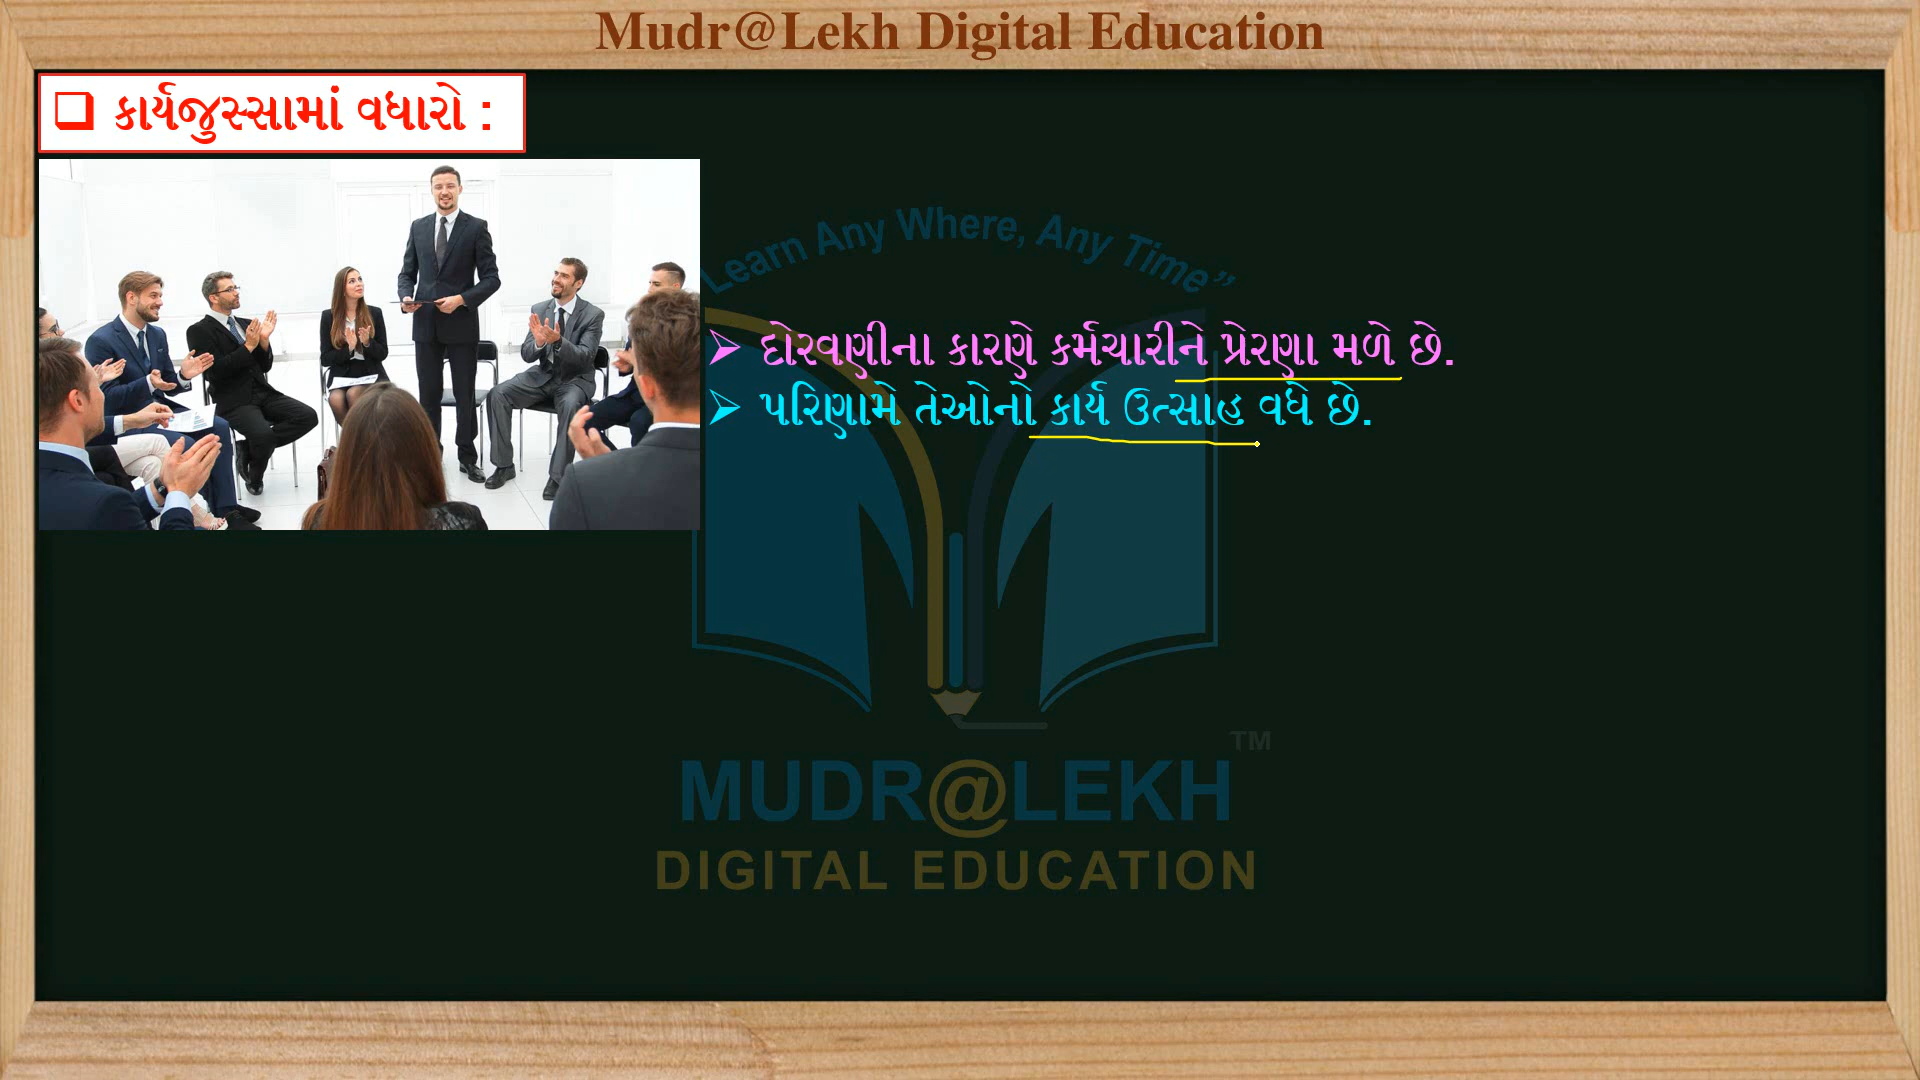 Mudr@Lekh Digital Education
❑ કાર્યજુસ્સામાં વધારો :
Learn Any Where, Any Time”
➢ દોરવણીના કારણે કર્મચારીને પ્રેરણા મળે છે.
➢ પરિણામે તેઓનો કાર્ય ઉત્સાહ વધે છે.
TM
MUDR@LEKH
DIGITAL EDUCATION